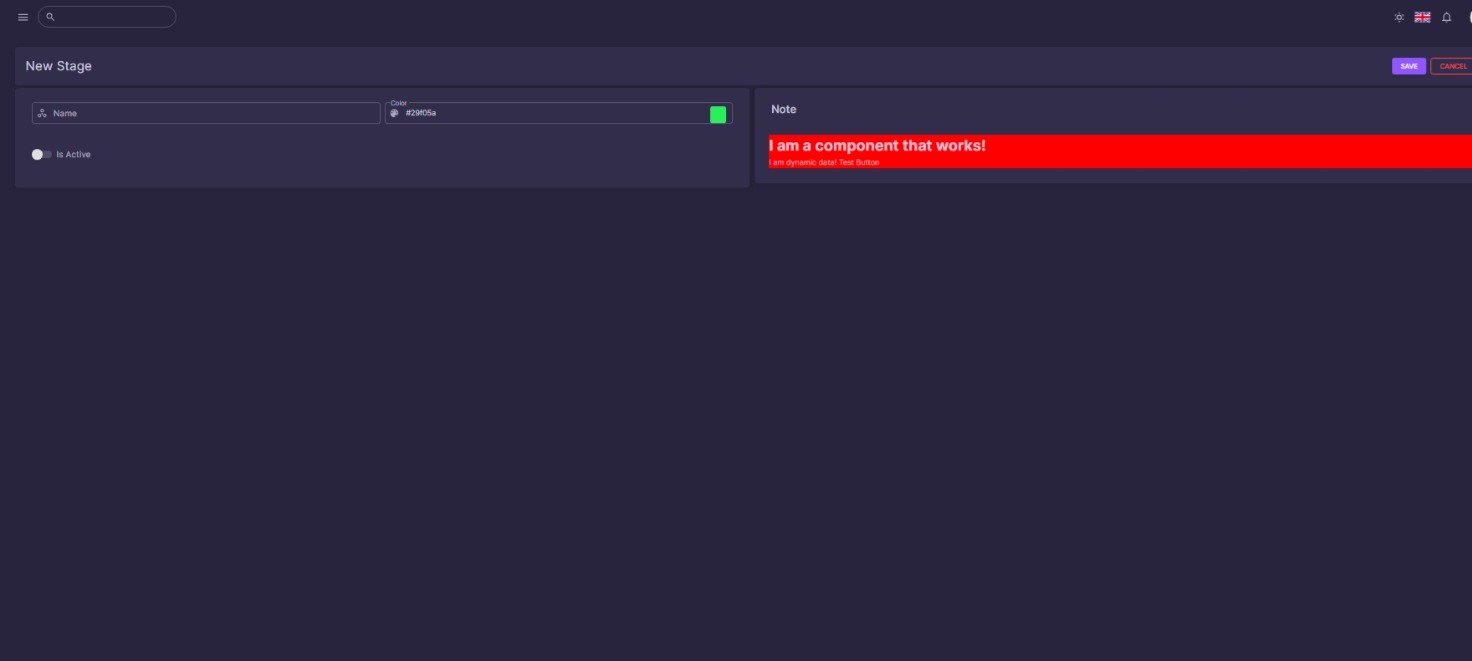 New Stage
SAVE
CANCEL
Name
Color
#29f05a
Is Active
Note
I am a component that works!
I am dynamic data! Test Button